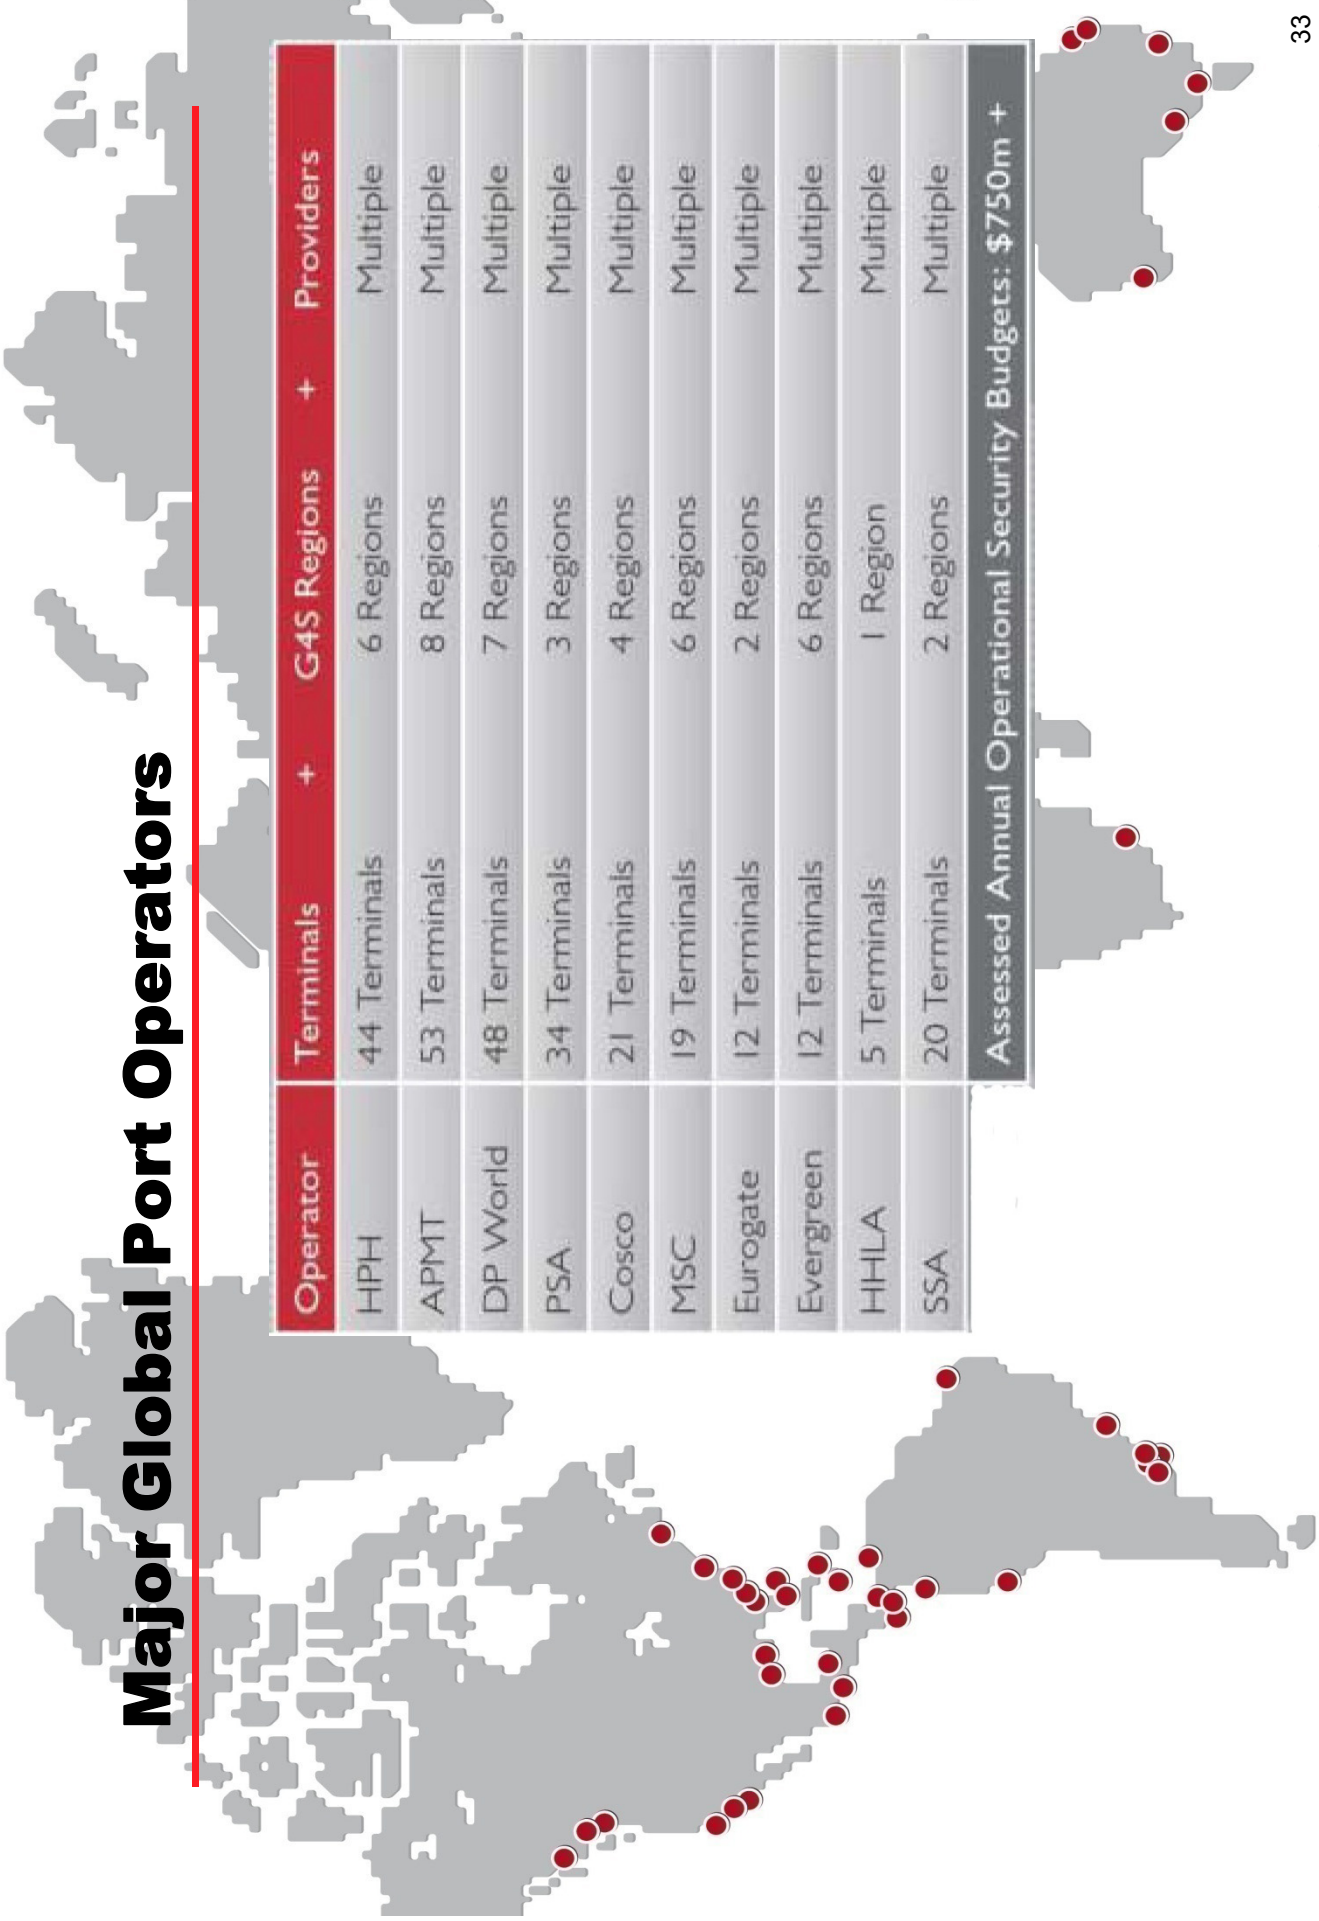 Major Global Port Operators
Operator Terminals + G4S Regions + Providers
HPH 44 Terminals 6 Regions Multiple
APMT 53 Terminals 8 Regions Multiple
DP World 48 Terminals 7 Regions Multiple
PSA 34 Terminals 3 Regions Multiple
Cosco 21 Terminals 4 Regions Multiple
MSC 19 Terminals 6 Regions Multiple
Eurogate 12 Terminals 2 Regions Multiple
Evergreen 12 Terminals 6 Regions Multiple
HHLA 5 Terminals 1 Region Multiple
SSA 20 Terminals 2 Regions Multiple
Assessed Annual Operational Security Budgets: $750m +
33